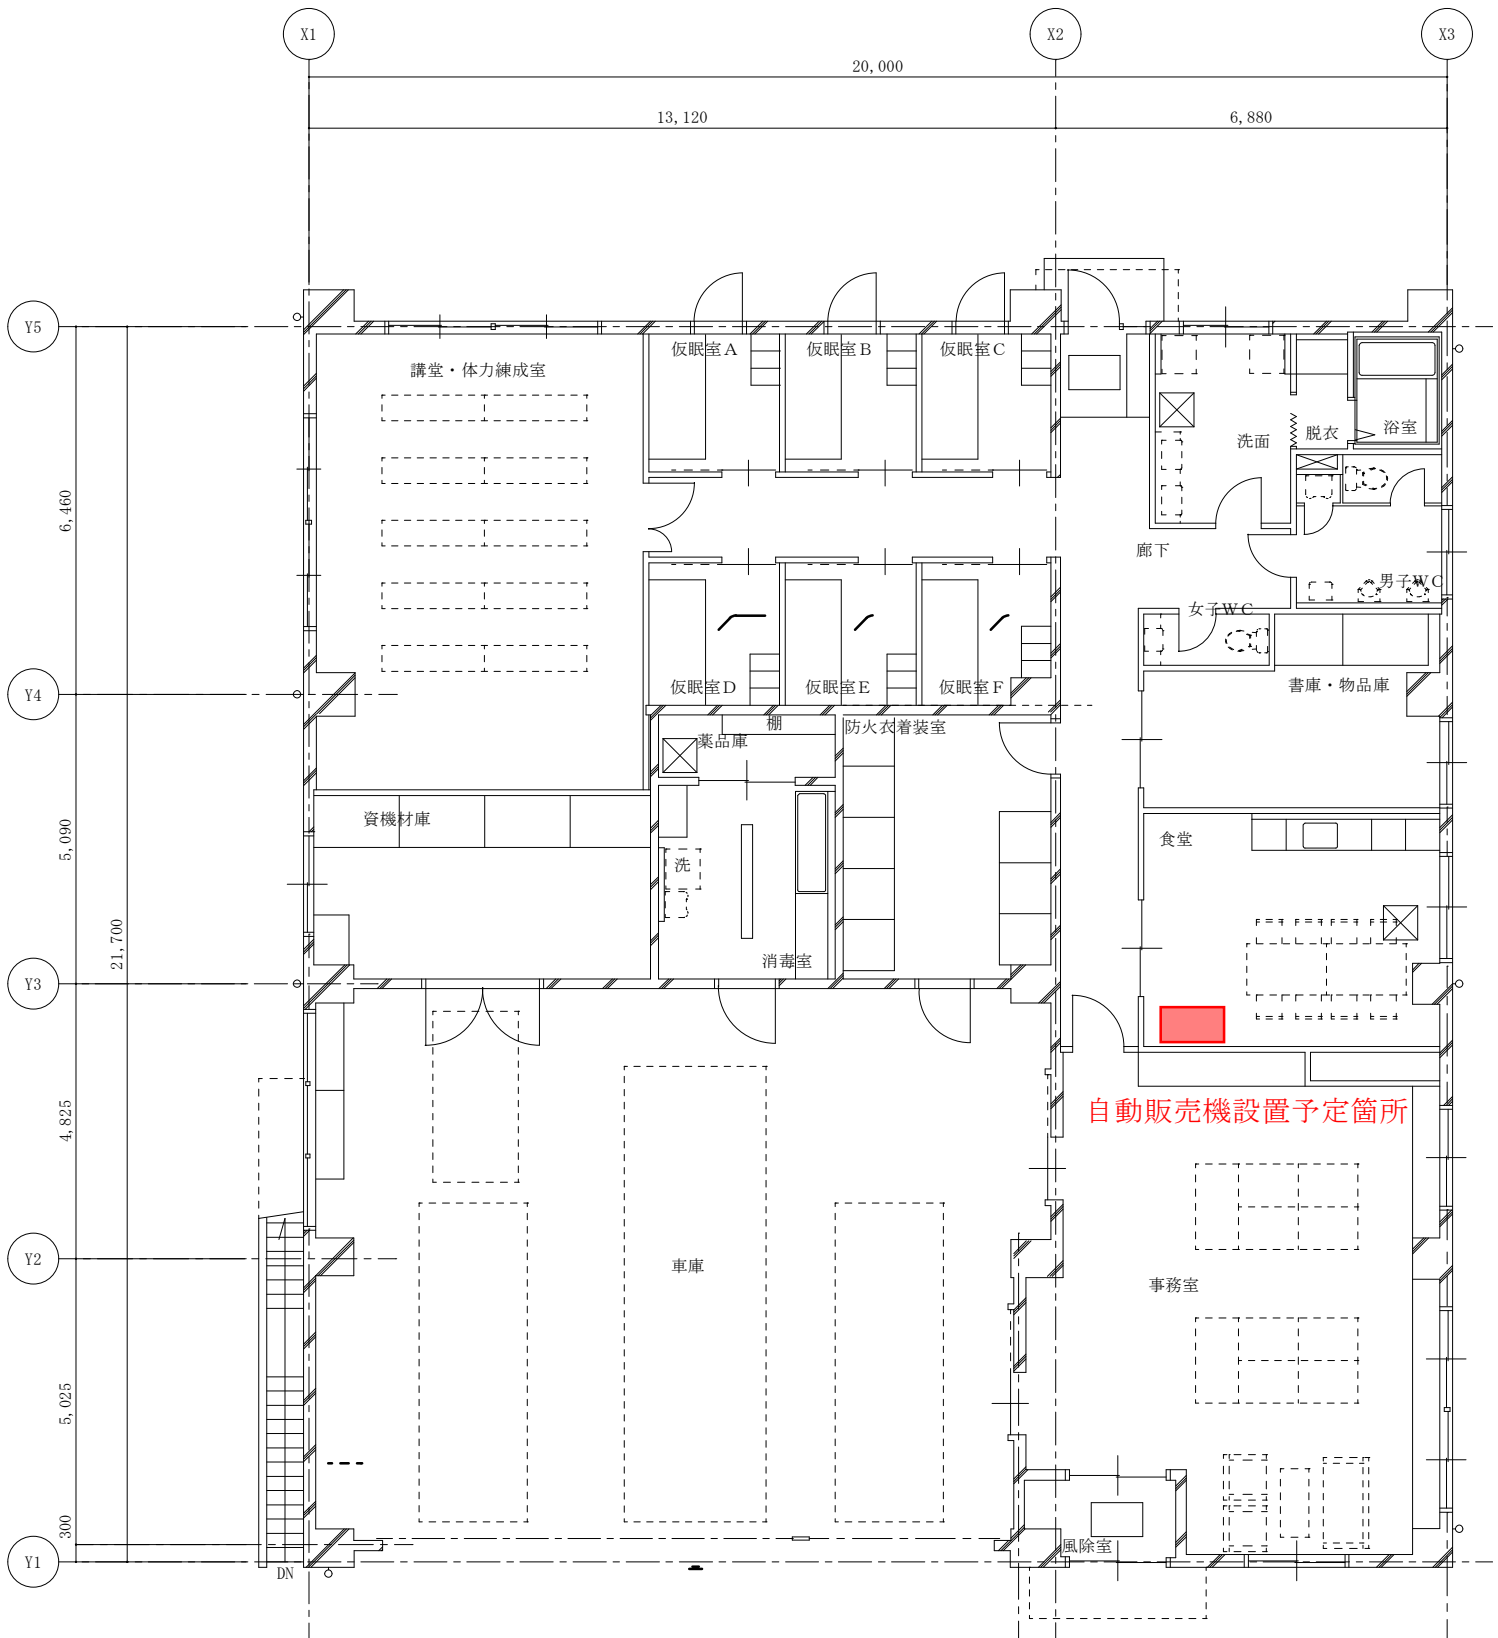 X1
X2
X3
20,000
13,120
6,880
Y5
仮眠室A
仮眠室B
仮眠室C
講堂・体力練成室
洗面
脱衣
浴室
6,460
廊下
男子WC
女子WC
Y4
仮眠室D
仮眠室E
仮眠室F
書庫・物品庫
棚
防火衣着装室
薬品庫
資機材庫
5,090
食堂
洗
21,700
消毒室
Y3
自動販売機設置予定箇所
4,825
Y2
車庫
事務室
5,025
300
風除室
Y1
DN